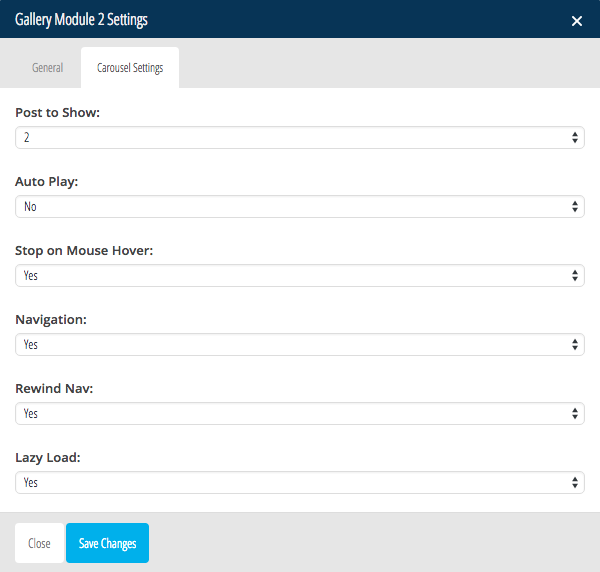 Gallery Module 2 Settings
General
Carousel Settings
Post to Show:
2
Auto Play:
No
Stop on Mouse Hover:
Yes
Navigation:
Yes
Rewind Nav:
Yes
Lazy Load:
Yes
Close
Save Changes